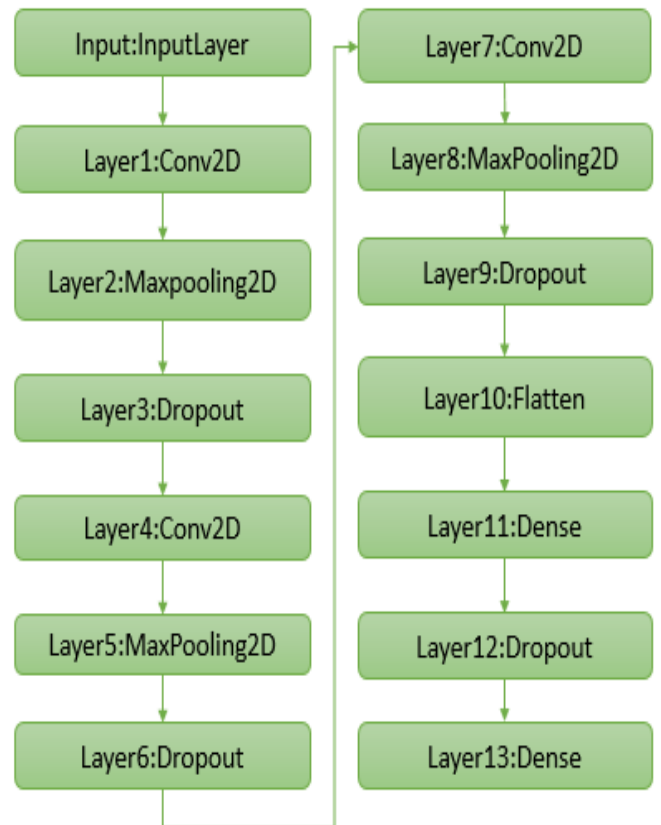 Input:InputLayer
Layer1:Conv2D
Layer2:Maxpooling2D
Layer3:Dropout
Layer4:Conv2D
Layer5:MaxPooling2D
Layer6:Dropout
Layer7:Conv2D
Layer8:MaxPooling2D
Layer9:Dropout
Layer10:Flatten
Layer11:Dense
Layer12:Dropout
Layer13:Dense